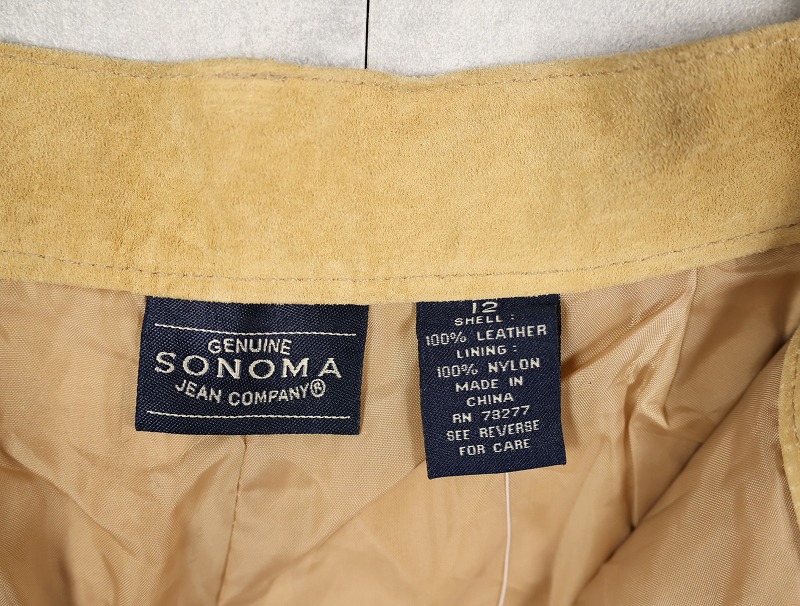 GENUINE
SONOMA
JEAN COMPANY®
12
SHELL:
100% LEATHER
LINING:
100% NYLON
MADE IN
CHINA
RN 73277
SEE REVERSE
FOR CARE